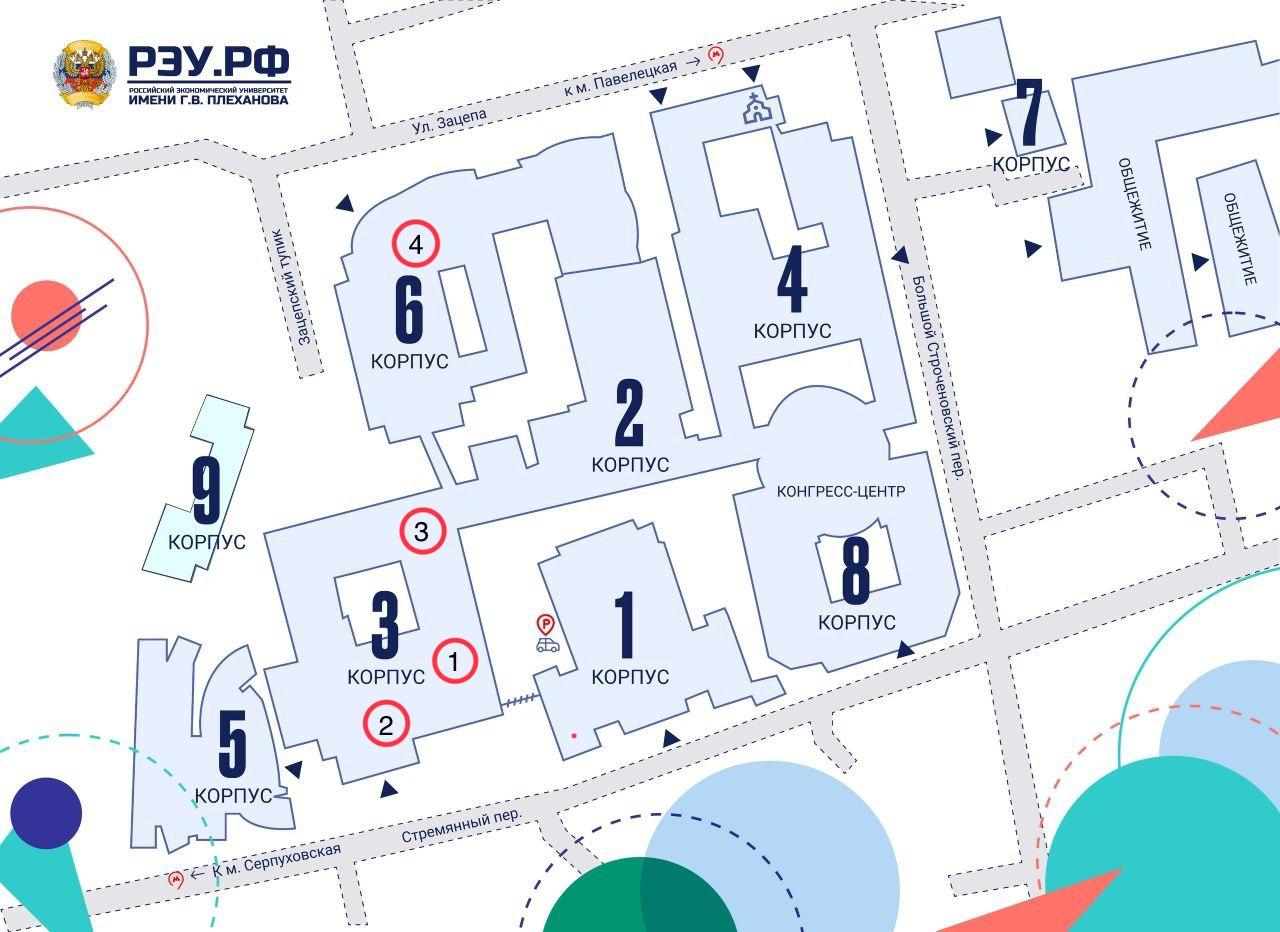 РЭУ.РФ
РОССИЙСКИЙ ЭКОНОМИЧЕСКИЙ УНИВЕРСИТЕТ
ИМЕНИ Г.В. ПЛЕХАНОВА
к м. Павелецкая →
Ул. Зацепа
7
КОРПУС
ОБЩЕЖИТИЕ
ОБЩЕЖИТИЕ
Зацепский тупик
4
6
КОРПУС
4
КОРПУС
Большой Строченовский пер.
2
КОРПУС
9
КОРПУС
КОНГРЕСС-ЦЕНТР
8
КОРПУС
3
3
КОРПУС
1
2
P
1
КОРПУС
5
КОРПУС
Стремянный пер.
← К м. Серпуховская